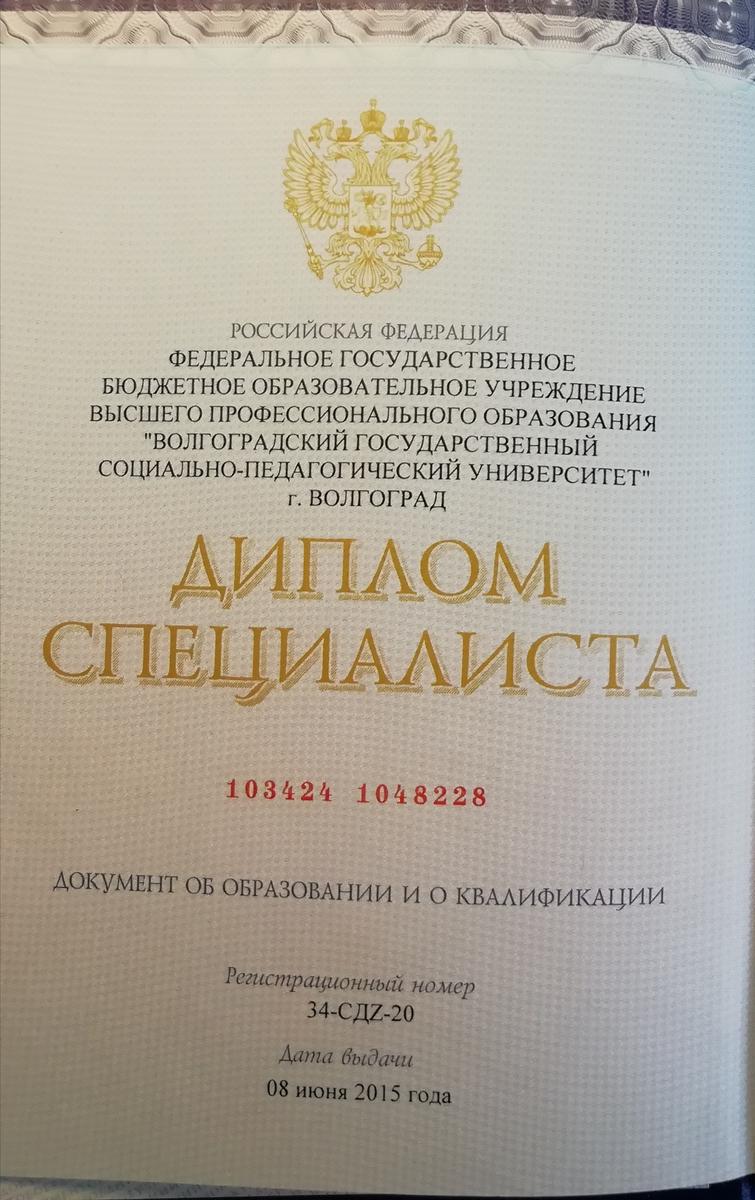 РОССИЙСКАЯ ФЕДЕРАЦИЯ
ФЕДЕРАЛЬНОЕ ГОСУДАРСТВЕННОЕ
БЮДЖЕТНОЕ ОБРАЗОВАТЕЛЬНОЕ УЧРЕЖДЕНИЕ
ВЫСШЕГО ПРОФЕССИОНАЛЬНОГО ОБРАЗОВАНИЯ
"ВОЛГОГРАДСКИЙ ГОСУДАРСТВЕННЫЙ
СОЦИАЛЬНО-ПЕДАГОГИЧЕСКИЙ УНИВЕРСИТЕТ"
г. ВОЛГОГРАД
ДИПЛОМ
СПЕЦИАЛИСТА
103424 1048228
ДОКУМЕНТ ОБ ОБРАЗОВАНИИ И О КВАЛИФИКАЦИИ
Регистрационный номер
34-СДZ-20
Дата выдачи
08 июня 2015 года